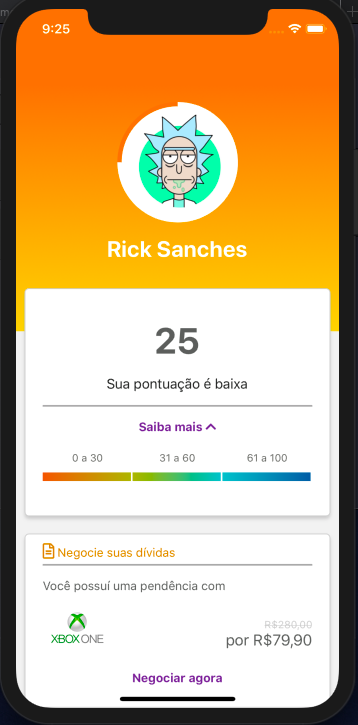 9:25
Rick Sanches
25
Sua pontuação é baixa
Saiba mais
0 a 30 31 a 60 61 a 100
Negocie suas dívidas
Você possuí uma pendência com
XBOX ONE
R$280,00
por R$79,90
Negociar agora